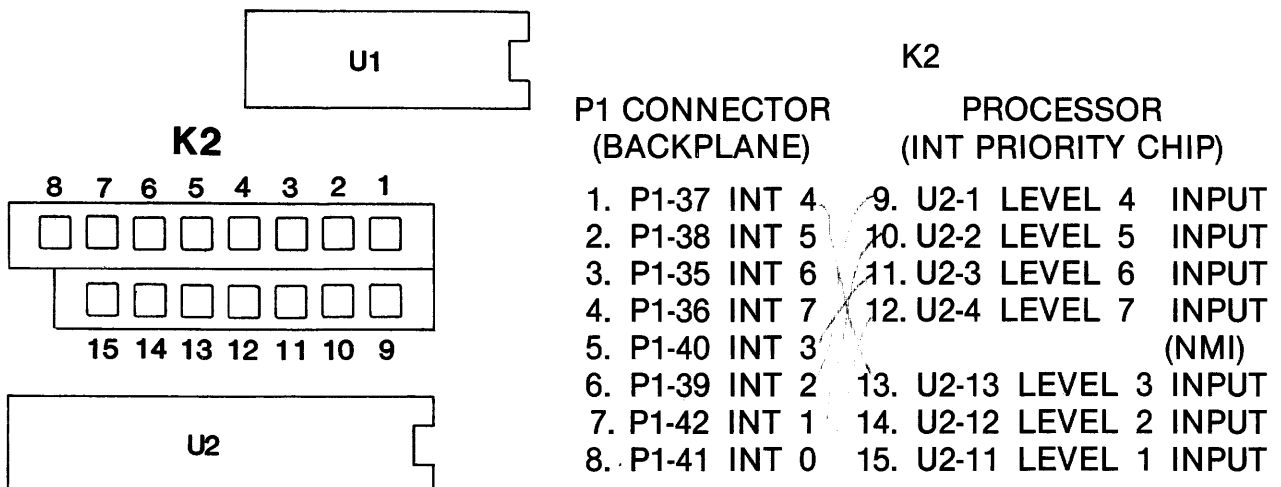 U1
K2
8 7 6 5 4 3 2 1
15 14 13 12 11 10 9
U2
K2
P1 CONNECTOR PROCESSOR
(BACKPLANE) (INT PRIORITY CHIP)
1. P1-37 INT 4 9. U2-1 LEVEL 4 INPUT
2. P1-38 INT 5 10. U2-2 LEVEL 5 INPUT
3. P1-35 INT 6 11. U2-3 LEVEL 6 INPUT
4. P1-36 INT 7 12. U2-4 LEVEL 7 INPUT
5. P1-40 INT 3 (NMI)
6. P1-39 INT 2 13. U2-13 LEVEL 3 INPUT
7. P1-42 INT 1 14. U2-12 LEVEL 2 INPUT
8. P1-41 INT 0 15. U2-11 LEVEL 1 INPUT